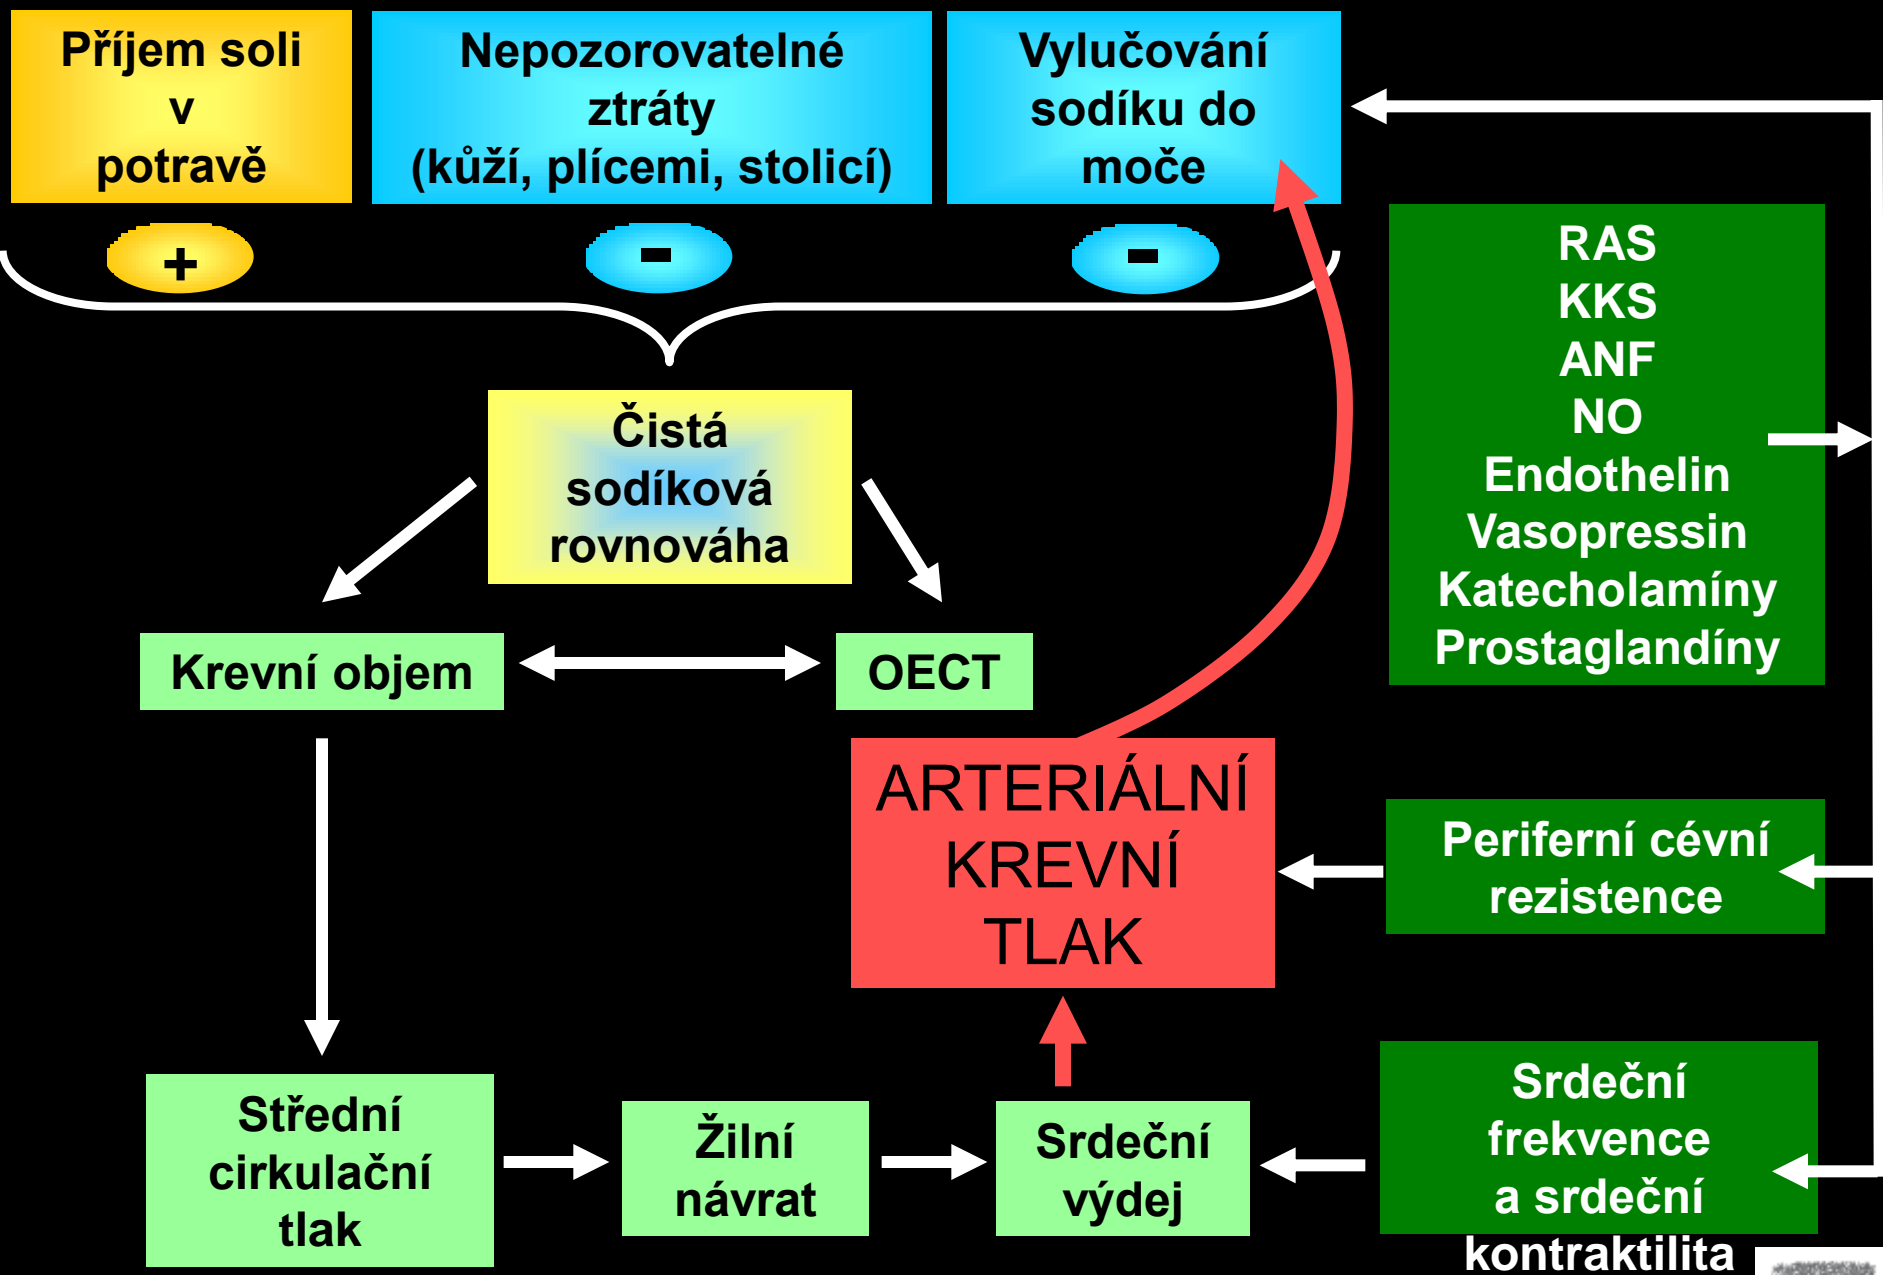 Příjem soli
v
potravě
Nepozorovatelné
ztráty
(kůží, plícemi, stolicí)
Vylučování
sodíku do
moče
+
-
-
RAS
KKS
ANF
NO
Endothelin
Vasopressin
Katecholamíny
Prostaglandíny
Čistá
sodíková
rovnováha
Krevní objem
OECT
ARTERIÁLNÍ
KREVNÍ
TLAK
Periferní cévní
rezistence
Střední
cirkulační
tlak
Žilní
návrat
Srdeční
výdej
Srdeční
frekvence
a srdeční
kontraktilita